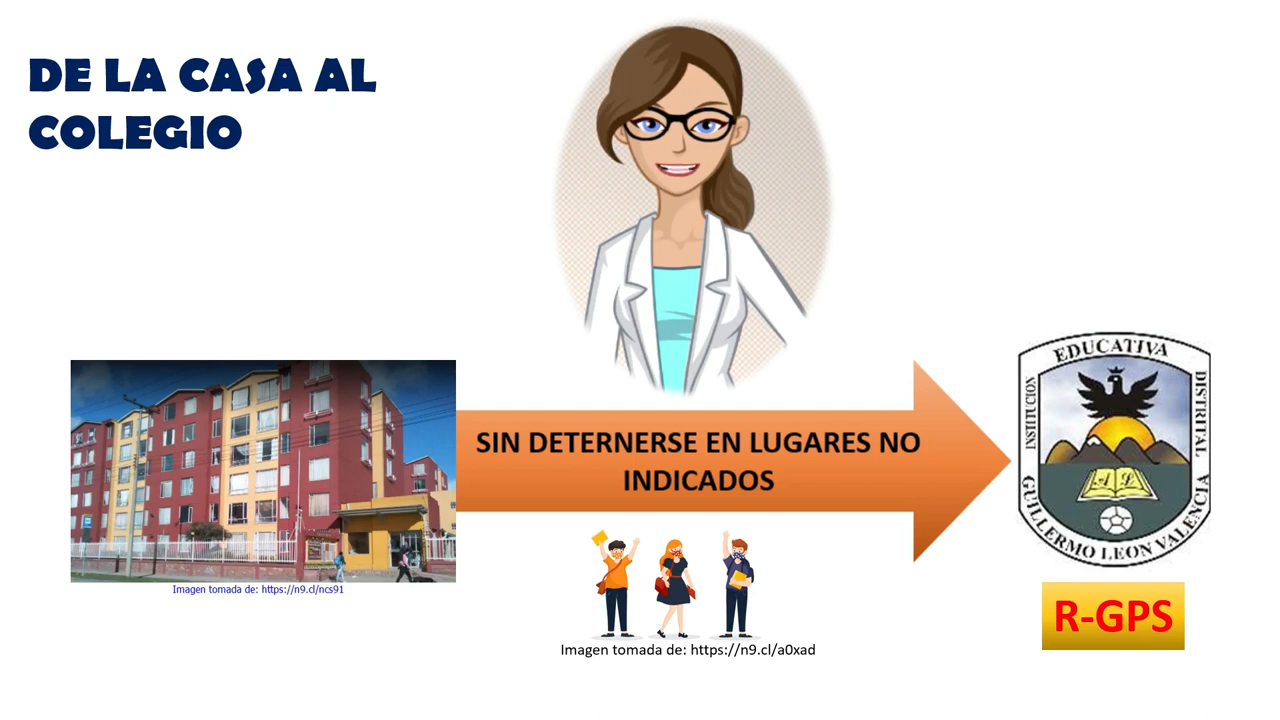 DE LA CASA AL
COLEGIO
SIN DETERNERSE EN LUGARES NO
INDICADOS
Imagen tomada de: https://n9.cl/ncs91
Imagen tomada de: https://n9.cl/a0xad
EDUCATIVA
INSTITUCION
DISTRITAL
GUILLERMO LEON VALENCIA
R-GPS